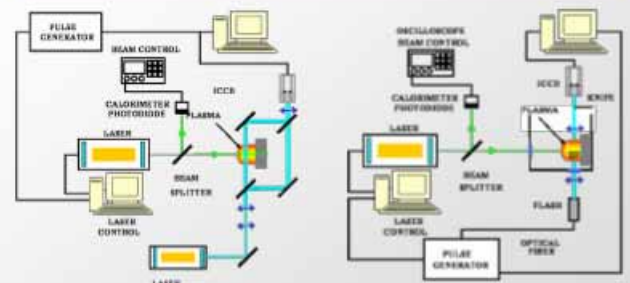 PULSE
GENERATOR
BEAM CONTROL
ICCD
CALORIMETER
PHOTODIODE
PLASMA
LASER
BEAM
SPLITTER
LASER
CONTROL
LASER
OSCILLOSCOPE
BEAM CONTROL
ICCD
KNIFE
CALORIMETER
PHOTODIODE
PLASMA
LASER
BEAM
SPLITTER
FLASH
LASER
CONTROL
OPTICAL
FIBER
PULSE
GENERATOR